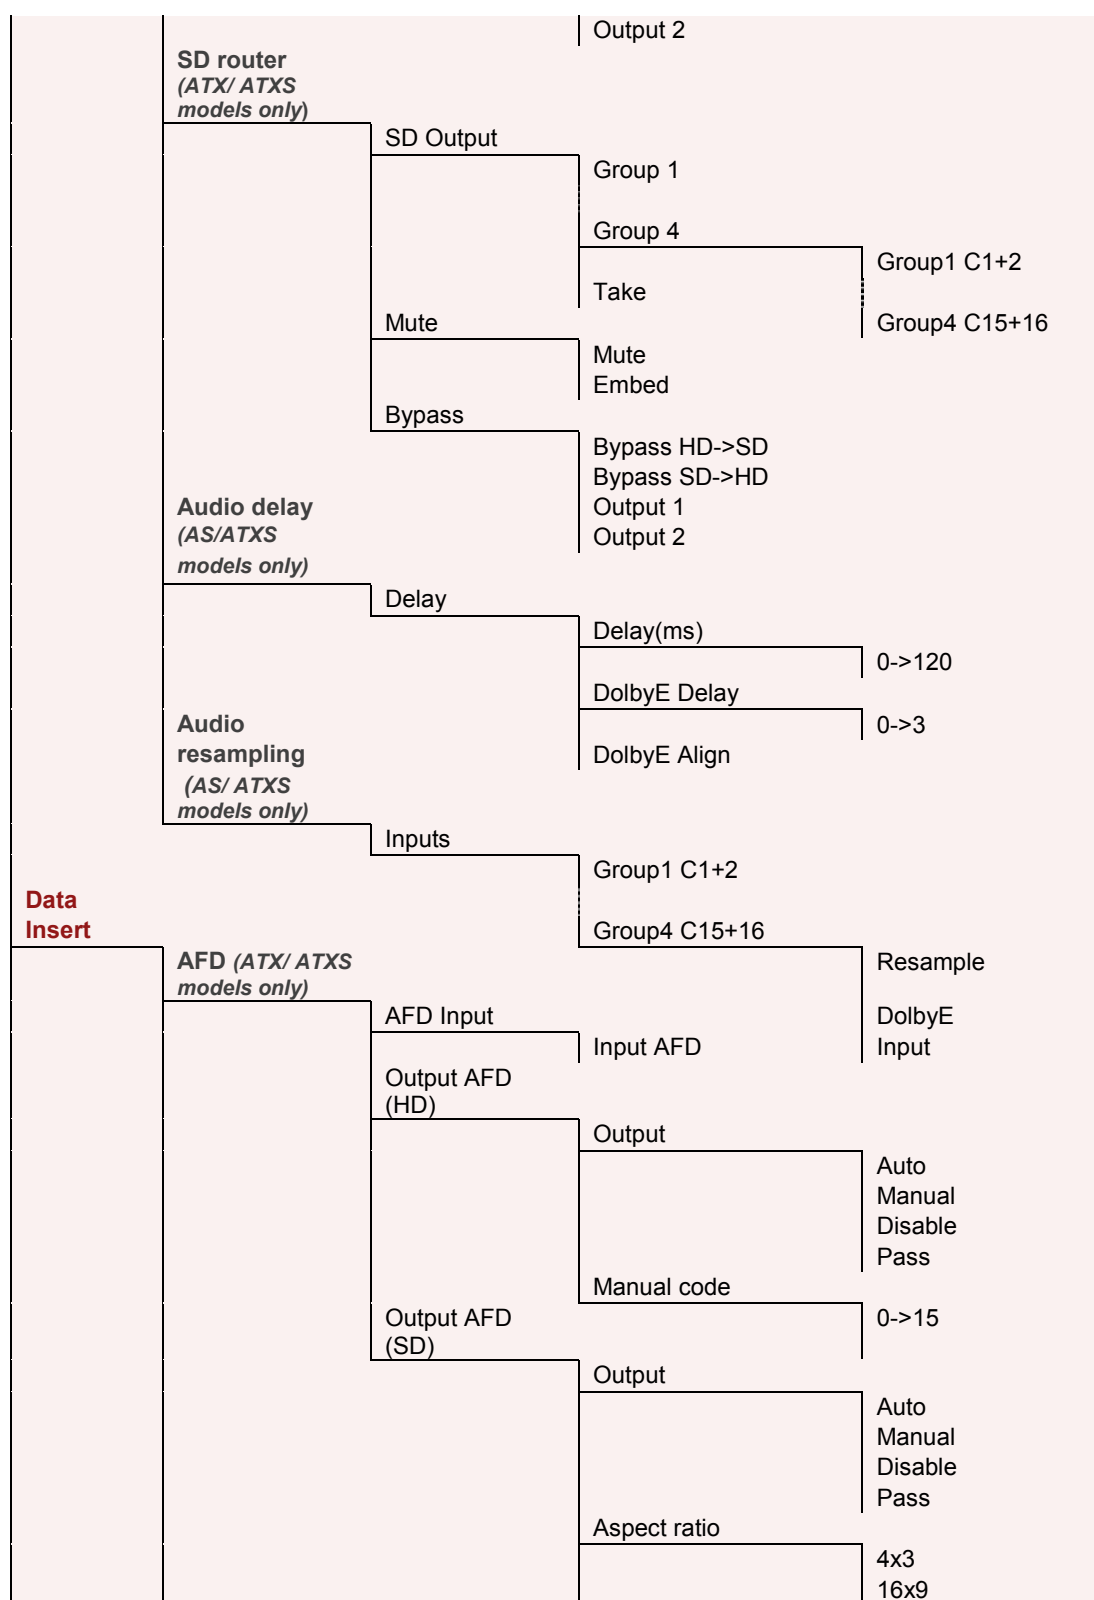 Output 2
SD router
(ATX/ ATXS
models only)
SD Output
Group 1
Group 4
Group1 C1+2
Take
Mute
Group4 C15+16
Mute
Embed
Bypass
Bypass HD->SD
Bypass SD->HD
Audio delay
Output 1
(AS/ATXS
Output 2
models only)
Delay
Delay(ms)
0->120
DolbyE Delay
Audio
0->3
resampling
DolbyE Align
(AS/ ATXS
models only)
Inputs
Group1 C1+2
Data
Insert
Group4 C15+16
AFD (ATX/ ATXS
Resample
models only)
AFD Input
DolbyE
Input AFD
Input
Output AFD
(HD)
Output
Auto
Manual
Disable
Pass
Manual code
Output AFD
0->15
(SD)
Output
Auto
Manual
Disable
Pass
Aspect ratio
4x3
16x9